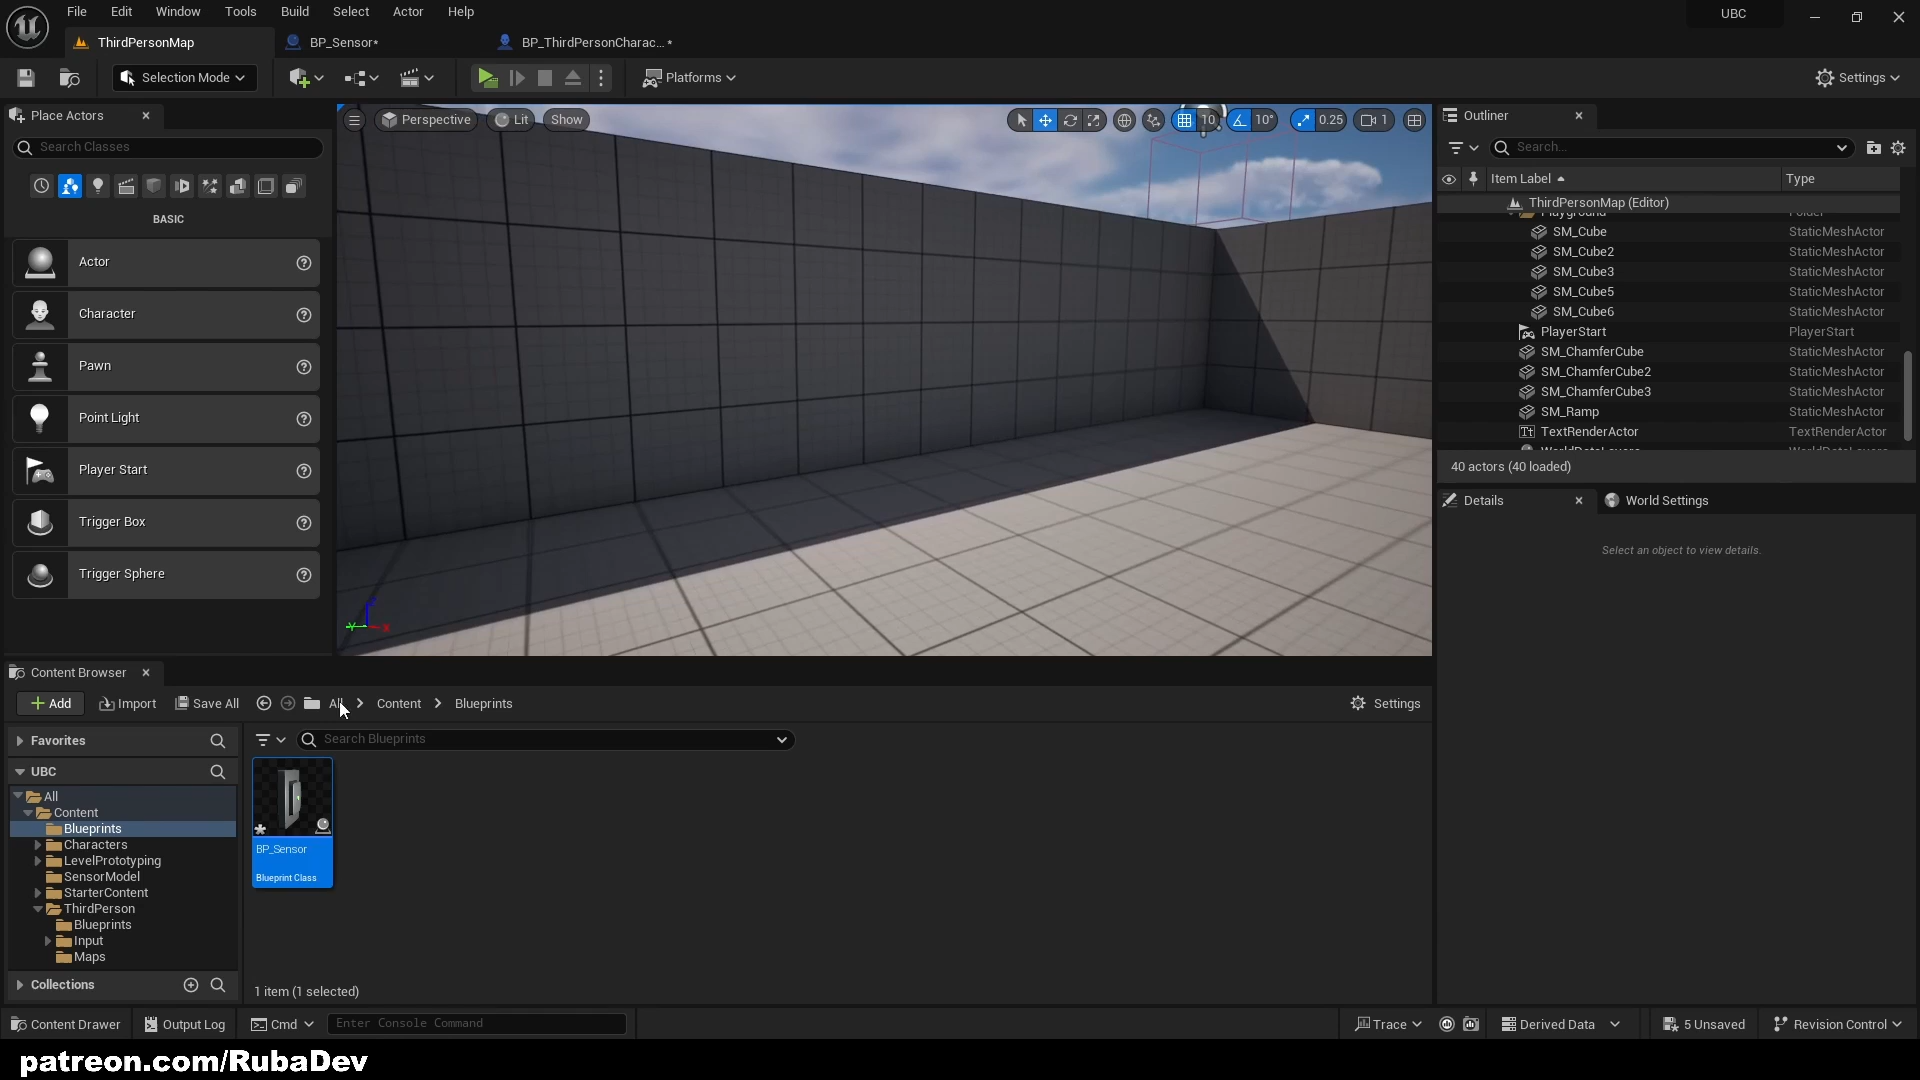 File Edit Window Tools Build Select Actor Help
UBC
ThirdPersonMap
BP_Sensor*
BP_ThirdPersonCharac... *
Selection Mode
Platforms
Settings
Place Actors
Search Classes
BASIC
Actor
Character
Pawn
Point Light
Player Start
Trigger Box
Trigger Sphere
Perspective
Lit
Show
10
10°
0.25
1
Outliner
Search...
Item Label
Type
ThirdPersonMap (Editor)
Playground Folder
SM_Cube StaticMeshActor
SM_Cube2 StaticMeshActor
SM_Cube3 StaticMeshActor
SM_Cube5 StaticMeshActor
SM_Cube6 StaticMeshActor
PlayerStart PlayerStart
SM_ChamferCube StaticMeshActor
SM_ChamferCube2 StaticMeshActor
SM_ChamferCube3 StaticMeshActor
SM_Ramp StaticMeshActor
TextRenderActor TextRenderActor
40 actors (40 loaded)
Details
World Settings
Select an object to view details.
Content Browser
Add
Import
Save All
All
Content
Blueprints
Settings
Favorites
UBC
All
Content
Blueprints
Characters
LevelPrototyping
SensorModel
StarterContent
ThirdPerson
Blueprints
Input
Maps
Collections
Search Blueprints
BP_Sensor
Blueprint Class
1 item (1 selected)
Content Drawer
Output Log
Cmd
Enter Console Command
Trace
Derived Data
5 Unsaved
Revision Control
patreon.com/RubaDev